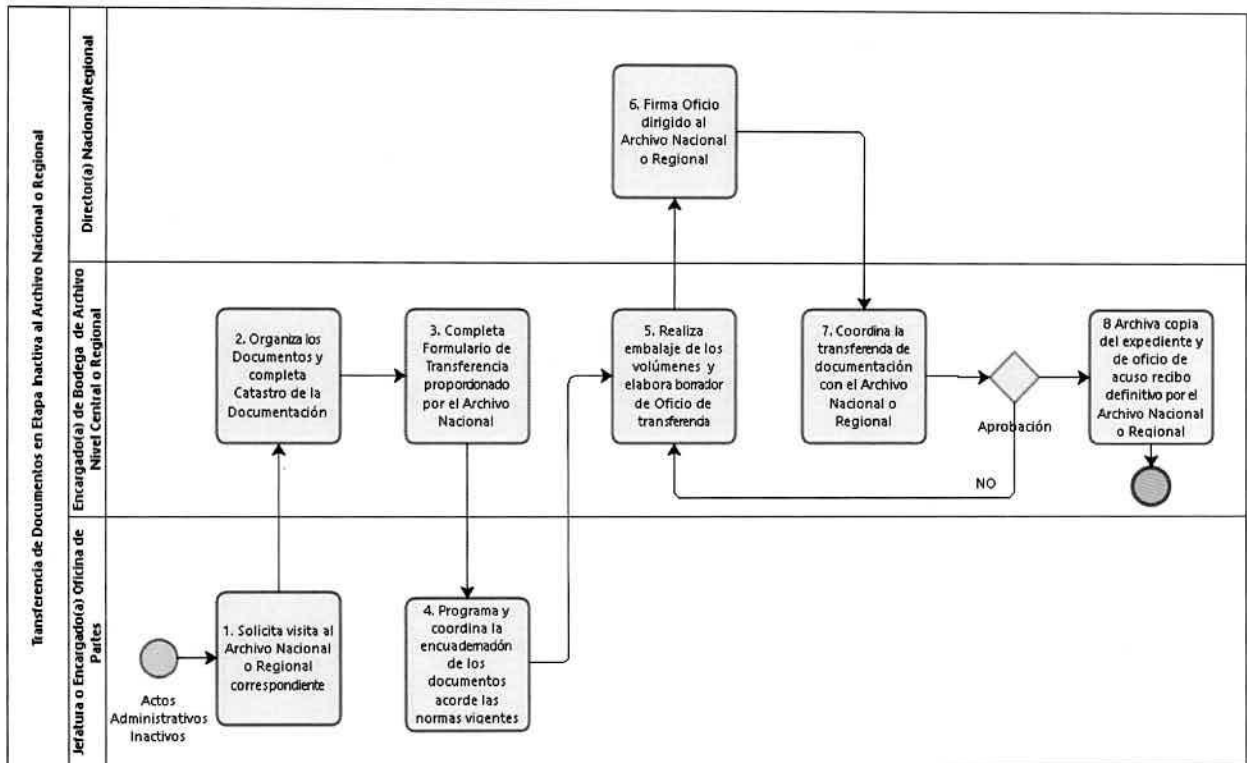 Transferencia de Documentos en Etapa Inactiva al Archivo Nacional o Regional
Director(a) Nacional/Regional
6. Firma Oficio
dirigido al
Archivo Nacional
o Regional
Encargado(a) de Bodega de Archivo
Nivel Central o Regional
2. Organiza los
Documentos y
completa
Catastro de la
Documentación
3. Completa
Formulario de
Transferencia
proporcionado
por el Archivo
Nacional
5. Realiza
embalaje de los
volúmenes y
elabora borrador
de Oficio de
transferencia
7. Coordina la
transferencia de
documentación
con el Archivo
Nacional o
Regional
Aprobación
NO
8 Archiva copia
del expediente y
de oficio de
acuso recibo
definitivo por el
Archivo Nacional
o Regional
Jefatura o Encargado(a) Oficina de
Partes
Actos
Administrativos
Inactivos
1. Solicita visita al
Archivo Nacional
o Regional
correspondiente
4. Programa y
coordina la
encuadernación
de los
documentos
acorde las
normas vigentes